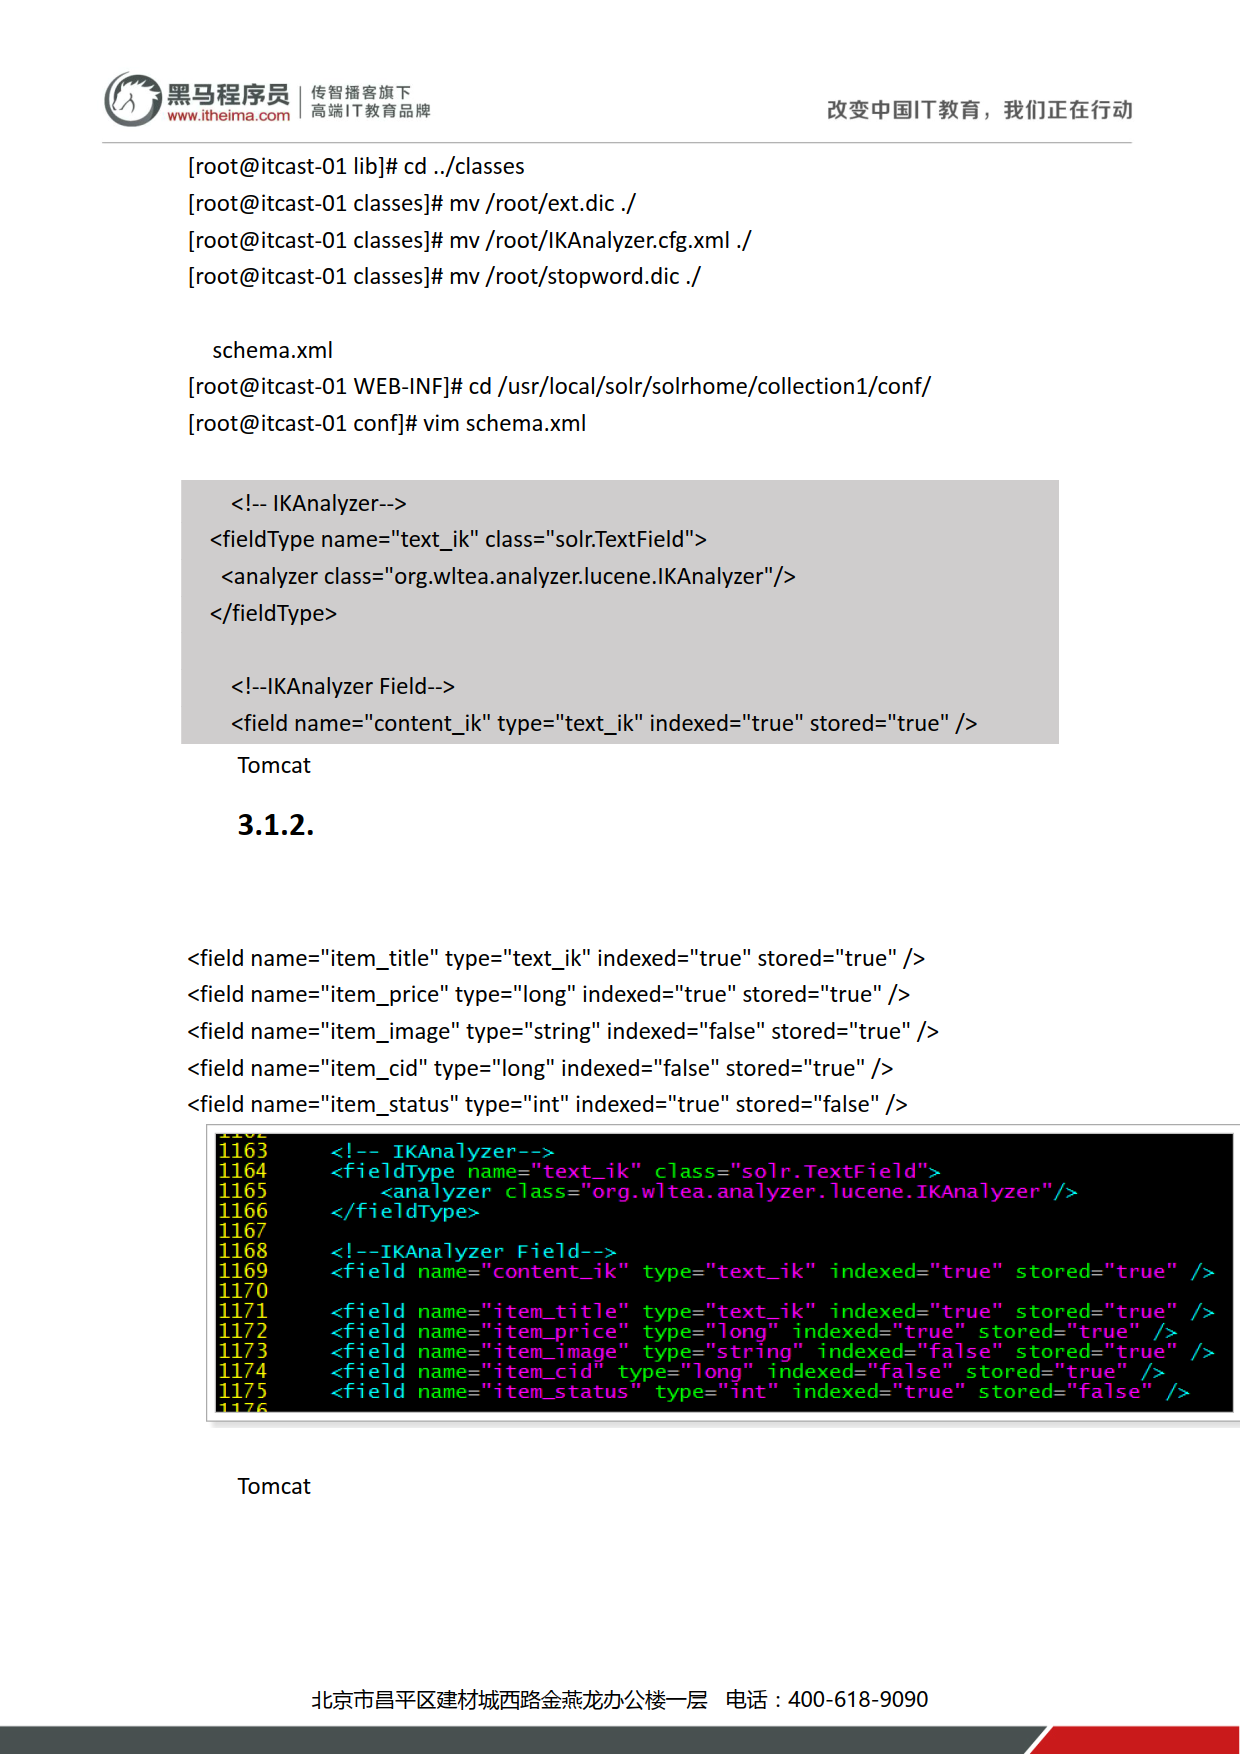 黑马程序员
www.itheima.com
传智播客旗下
高端IT教育品牌
改变中国IT教育，我们正在行动
[root@itcast-01 lib]# cd ../classes
[root@itcast-01 classes]# mv /root/ext.dic ./
[root@itcast-01 classes]# mv /root/IKAnalyzer.cfg.xml ./
[root@itcast-01 classes]# mv /root/stopword.dic ./
schema.xml
[root@itcast-01 WEB-INF]# cd /usr/local/solr/solrhome/collection1/conf/
[root@itcast-01 conf]# vim schema.xml
<!-- IKAnalyzer-->
<fieldType name="text_ik" class="solr.TextField">
<analyzer class="org.wltea.analyzer.lucene.IKAnalyzer"/>
</fieldType>
<!--IKAnalyzer Field-->
<field name="content_ik" type="text_ik" indexed="true" stored="true" />
Tomcat
3.1.2.
<field name="item_title" type="text_ik" indexed="true" stored="true" />
<field name="item_price" type="long" indexed="true" stored="true" />
<field name="item_image" type="string" indexed="false" stored="true" />
<field name="item_cid" type="long" indexed="false" stored="true" />
<field name="item_status" type="int" indexed="true" stored="false" />
1162
1163 <!-- IKAnalyzer-->
1164 <fieldType name="text_ik" class="solr.TextField">
1165 <analyzer class="org.wltea.analyzer.lucene.IKAnalyzer"/>
1166 </fieldType>
1167
1168 <!--IKAnalyzer Field-->
1169 <field name="content_ik" type="text_ik" indexed="true" stored="true" />
1170
1171 <field name="item_title" type="text_ik" indexed="true" stored="true" />
1172 <field name="item_price" type="long" indexed="true" stored="true" />
1173 <field name="item_image" type="string" indexed="false" stored="true" />
1174 <field name="item_cid" type="long" indexed="false" stored="true" />
1175 <field name="item_status" type="int" indexed="true" stored="false" />
1176
Tomcat
北京市昌平区建材城西路金燕龙办公楼一层 电话：400-618-9090